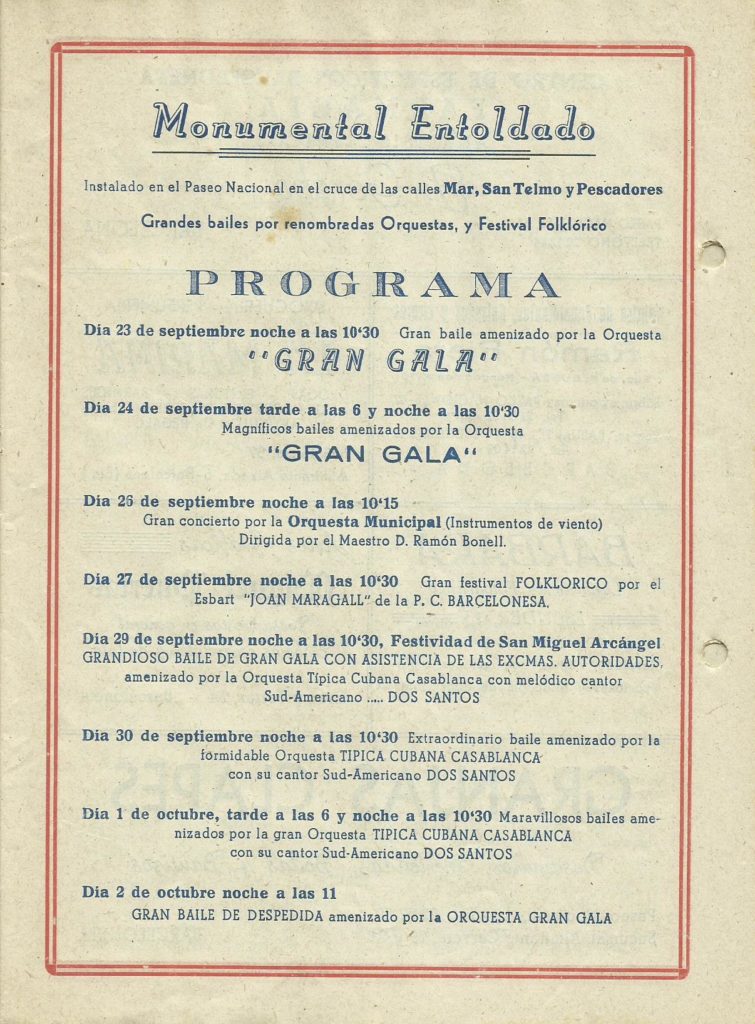 Monumental Entoldado
Instalado en el Paseo Nacional en el cruce de las calles Mar, San Telmo y Pescadores
Grandes bailes por renombradas Orquestas, y Festival Folklórico
PROGRAMA
Día 23 de septiembre noche a las 10'30 Gran baile amenizado por la Orquesta
"GRAN GALA"
Día 24 de septiembre tarde a las 6 y noche a las 10'30
Magníficos bailes amenizados por la Orquesta
"GRAN GALA"
Día 26 de septiembre noche a las 10'15
Gran concierto por la Orquesta Municipal (Instrumentos de viento)
Dirigida por el Maestro D. Ramón Bonell.
Día 27 de septiembre noche a las 10'30 Gran festival FOLKLORICO por el
Esbart "JOAN MARAGALL" de la P. C. BARCELONESA.
Día 29 de septiembre noche a las 10'30, Festividad de San Miguel Arcángel
GRANDIOSO BAILE DE GRAN GALA CON ASISTENCIA DE LAS EXCMAS. AUTORIDADES,
amenizado por la Orquesta Típica Cubana Casablanca con melódico cantor
Sud-Americano ..... DOS SANTOS
Día 30 de septiembre noche a las 10'30 Extraordinario baile amenizado por la
formidable Orquesta TIPICA CUBANA CASABLANCA
con su cantor Sud-Americano DOS SANTOS
Día 1 de octubre, tarde a las 6 y noche a las 10'30 Maravillosos bailes ame-
nizados por la gran Orquesta TIPICA CUBANA CASABLANCA
con su cantor Sud-Americano DOS SANTOS
Día 2 de octubre noche a las 11
GRAN BAILE DE DESPEDIDA amenizado por la ORQUESTA GRAN GALA